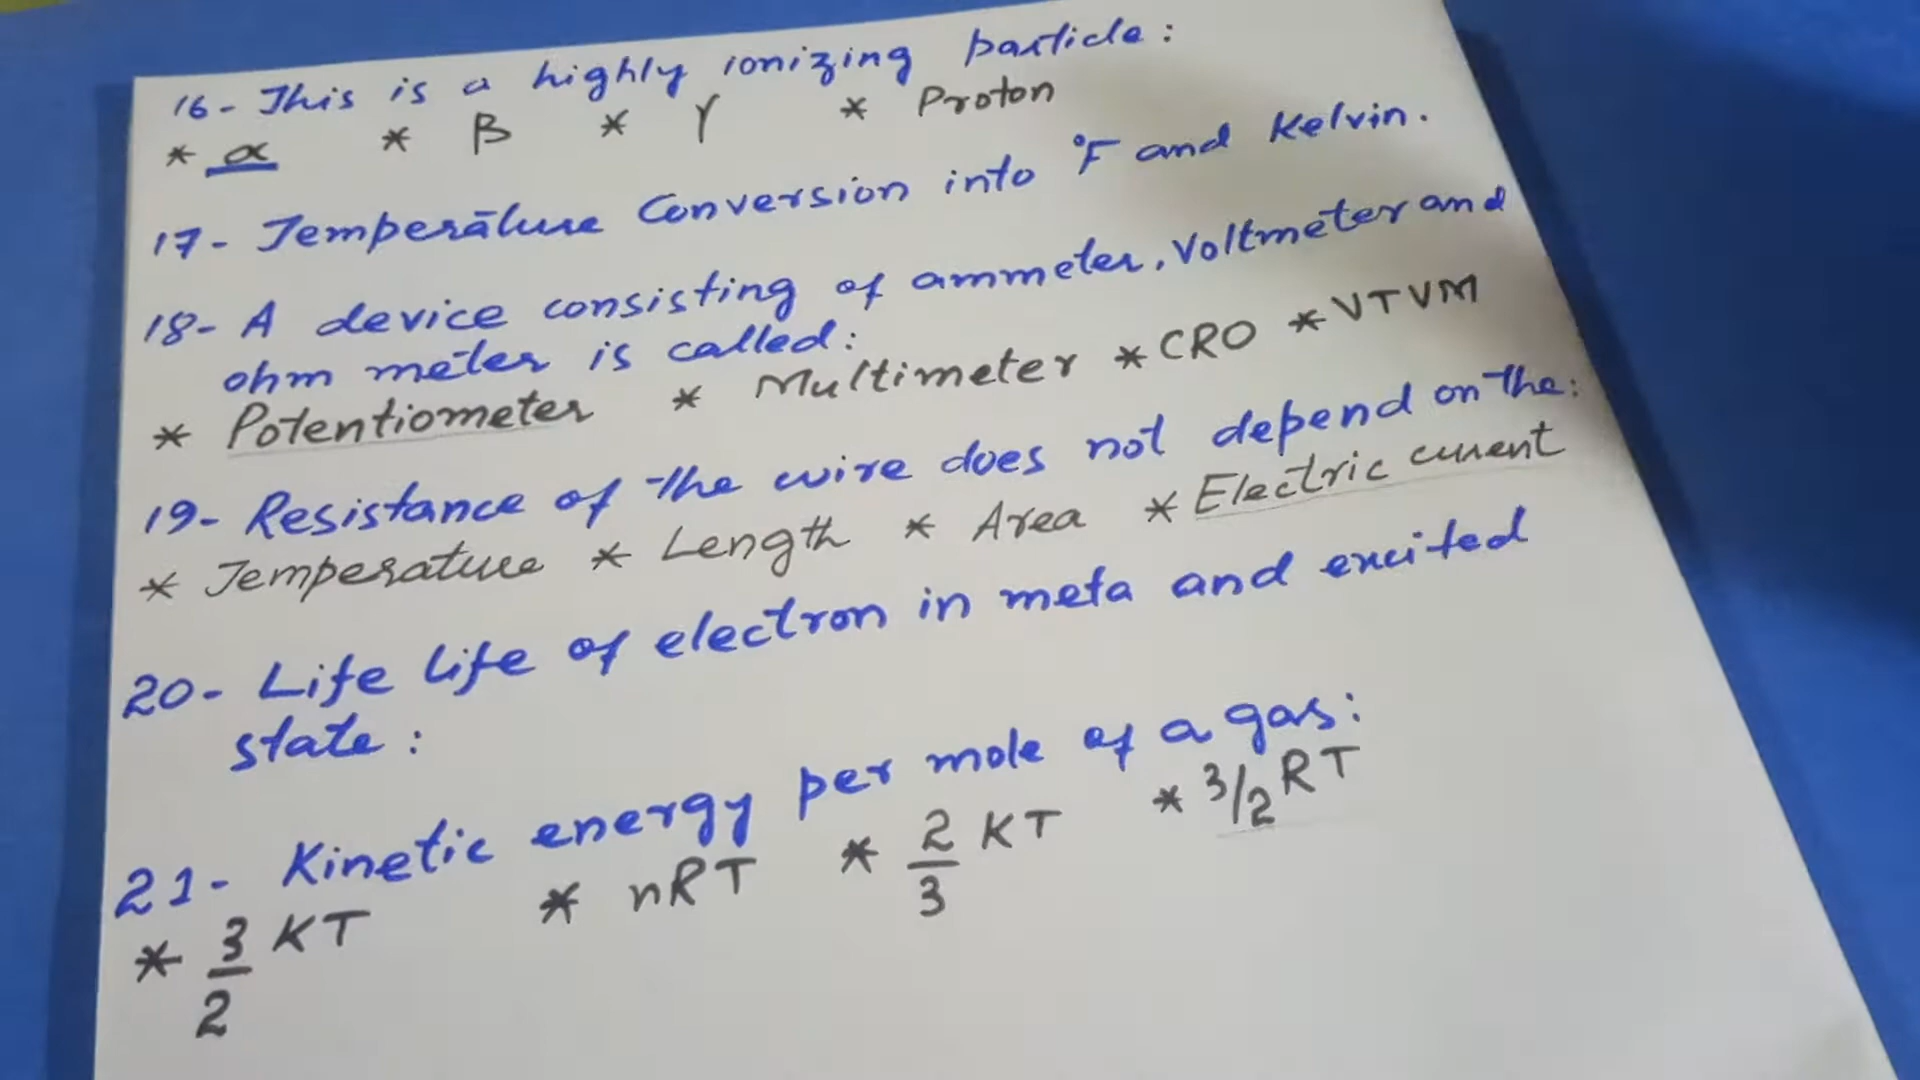 16- This is a highly ionizing particle:
* α * β * γ * Proton
17- Temperature Conversion into °F and Kelvin.
18- A device consisting of ammeter, Voltmeter and
ohm meter is called:
* Potentiometer * Multimeter * CRO * VTVM
19- Resistance of the wire does not depend on the:
* Temperature * Length * Area * Electric current
20- Life life of electron in meta and excited
state:
21- Kinetic energy per mole of a gas:
* 3/2 KT * nRT * 2/3 KT * 3/2 RT